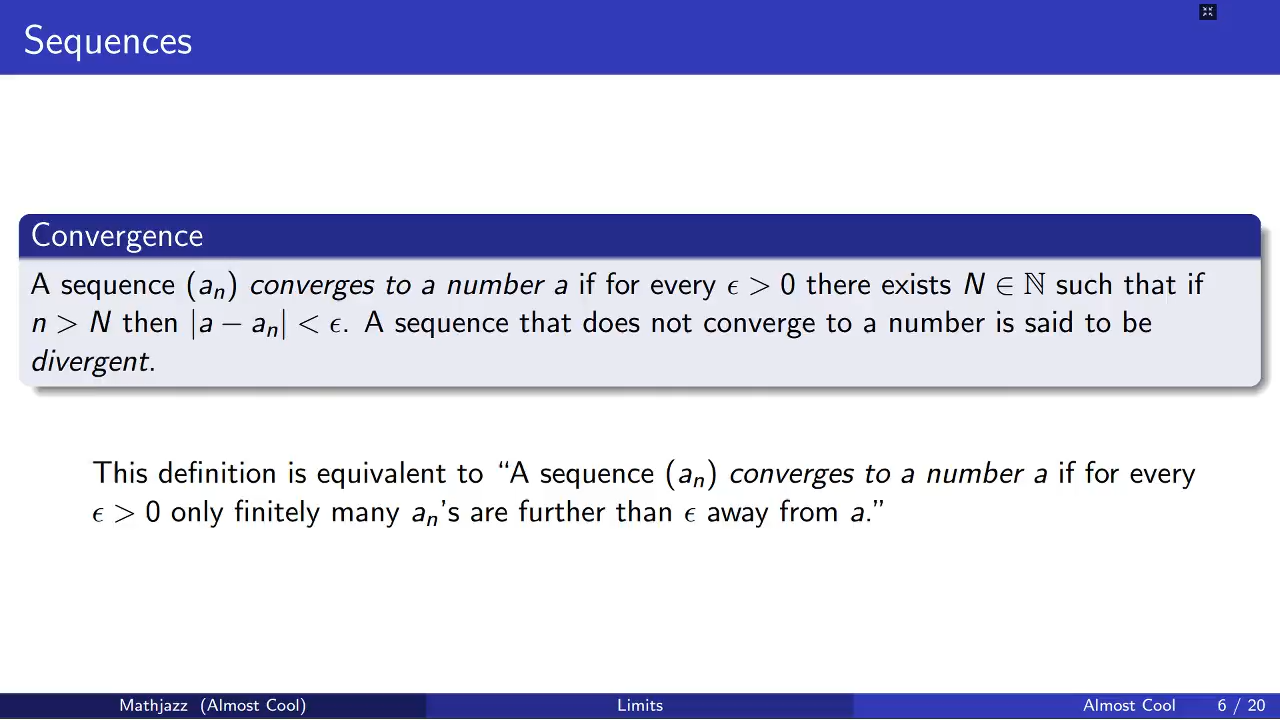 Sequences
Convergence
A sequence (aₙ) converges to a number a if for every ϵ > 0 there exists N ∈ ℕ such that if
n > N then |a − aₙ| < ϵ. A sequence that does not converge to a number is said to be
divergent.
This definition is equivalent to “A sequence (aₙ) converges to a number a if for every
ϵ > 0 only finitely many aₙ’s are further than ϵ away from a.”
Mathjazz (Almost Cool)
Limits
Almost Cool
6 / 20